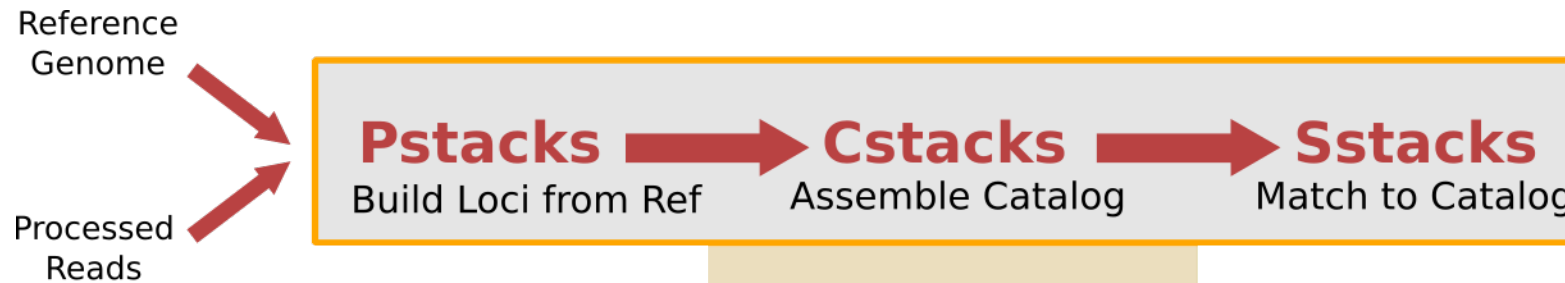 Reference
Genome
Processed
Reads
Pstacks
Build Loci from Ref
Cstacks
Assemble Catalog
Sstacks
Match to Catalog